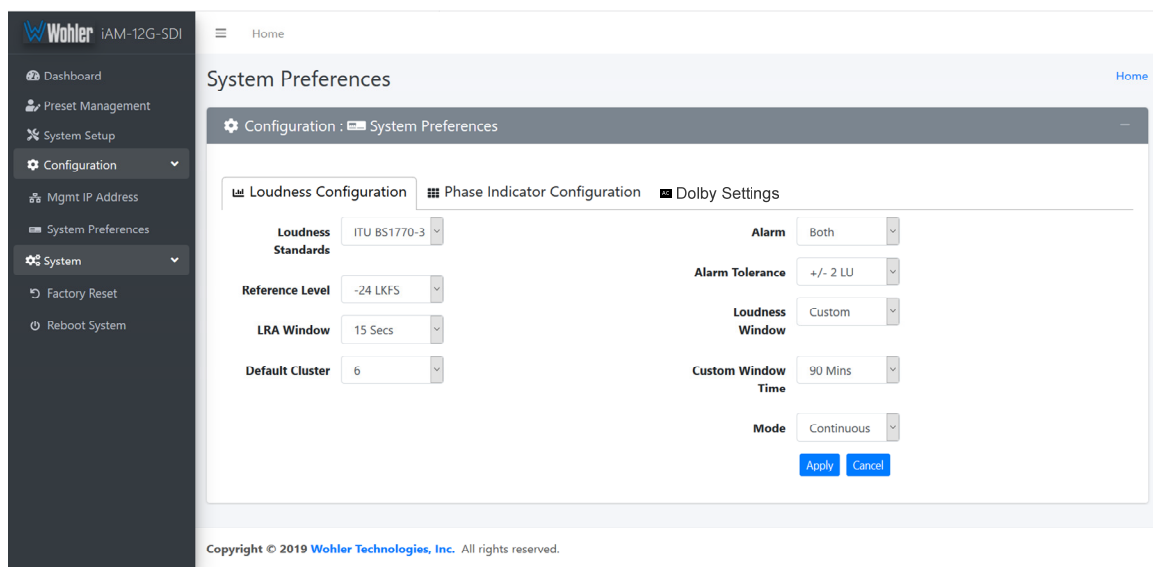 Wohler iAM-12G-SDI
Home
Dashboard
Preset Management
System Setup
Configuration
Mgmt IP Address
System Preferences
System
Factory Reset
Reboot System
System Preferences
Home
Configuration : System Preferences
Loudness Configuration
Phase Indicator Configuration
AC Dolby Settings
Loudness Standards ITU BS1770-3
Reference Level -24 LKFS
LRA Window 15 Secs
Default Cluster 6
Alarm Both
Alarm Tolerance +/- 2 LU
Loudness Window Custom
Custom Window Time 90 Mins
Mode Continuous
Apply Cancel
Copyright © 2019 Wohler Technologies, Inc. All rights reserved.